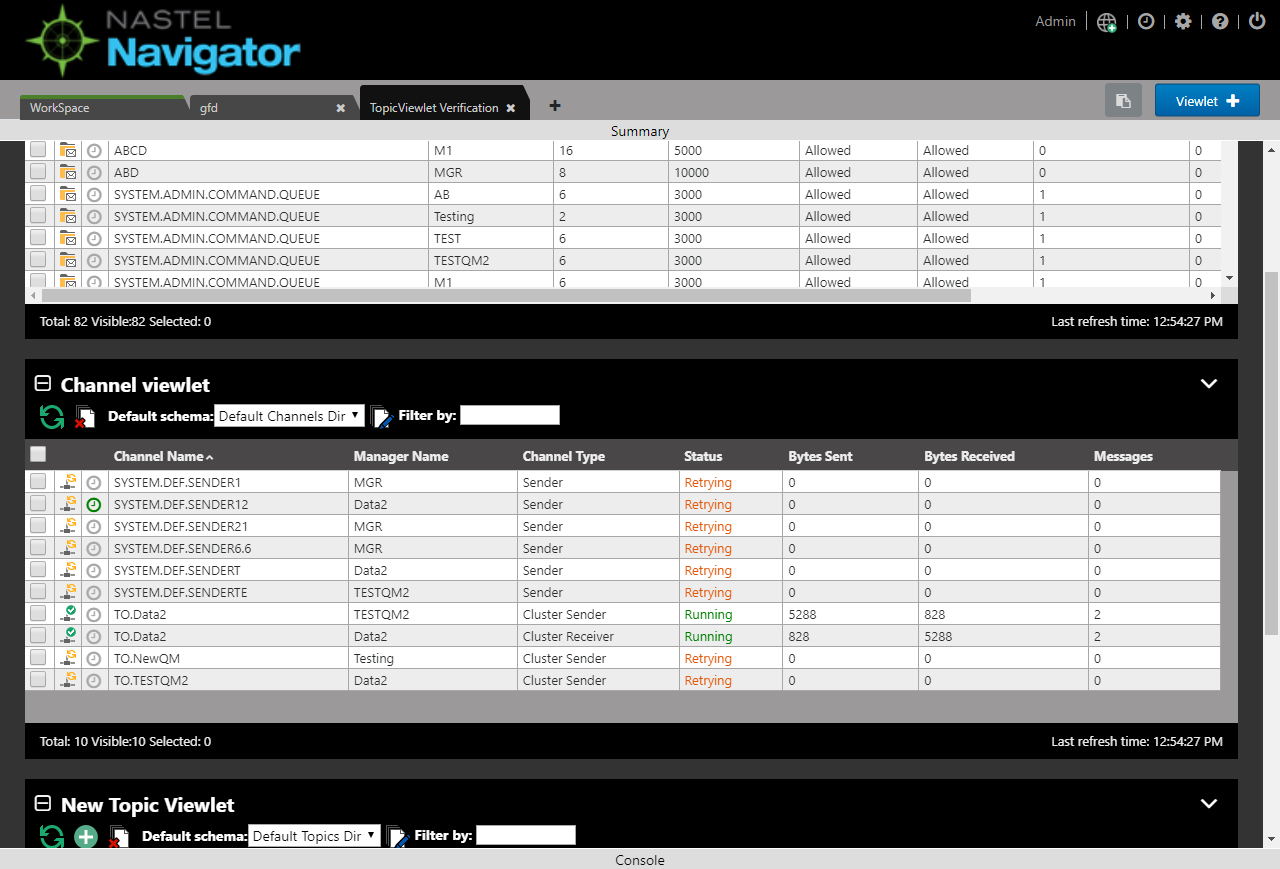 NASTEL
Navigator
Admin
WorkSpace gfd TopicViewlet Verification Viewlet
Summary
ABCD M1 16 5000 Allowed Allowed 0 0
ABD MGR 8 10000 Allowed Allowed 0 0
SYSTEM.ADMIN.COMMAND.QUEUE AB 6 3000 Allowed Allowed 1 0
SYSTEM.ADMIN.COMMAND.QUEUE Testing 2 3000 Allowed Allowed 1 0
SYSTEM.ADMIN.COMMAND.QUEUE TEST 6 3000 Allowed Allowed 1 0
SYSTEM.ADMIN.COMMAND.QUEUE TESTQM2 6 3000 Allowed Allowed 1 0
SYSTEM.ADMIN.COMMAND.QUEUE M1 6 3000 Allowed Allowed 1 0
Total: 82 Visible:82 Selected: 0 Last refresh time: 12:54:27 PM
Channel viewlet
Default schema: Default Channels Dir Filter by:
Channel Name Manager Name Channel Type Status Bytes Sent Bytes Received Messages
SYSTEM.DEF.SENDER1 MGR Sender Retrying 0 0 0
SYSTEM.DEF.SENDER12 Data2 Sender Retrying 0 0 0
SYSTEM.DEF.SENDER21 MGR Sender Retrying 0 0 0
SYSTEM.DEF.SENDER6.6 MGR Sender Retrying 0 0 0
SYSTEM.DEF.SENDERT Data2 Sender Retrying 0 0 0
SYSTEM.DEF.SENDERTE TESTQM2 Sender Retrying 0 0 0
TO.Data2 TESTQM2 Cluster Sender Running 5288 828 2
TO.Data2 Data2 Cluster Receiver Running 828 5288 2
TO.NewQM Testing Cluster Sender Retrying 0 0 0
TO.TESTQM2 Data2 Cluster Sender Retrying 0 0 0
Total: 10 Visible:10 Selected: 0 Last refresh time: 12:54:27 PM
New Topic Viewlet
Default schema: Default Topics Dir Filter by:
Console